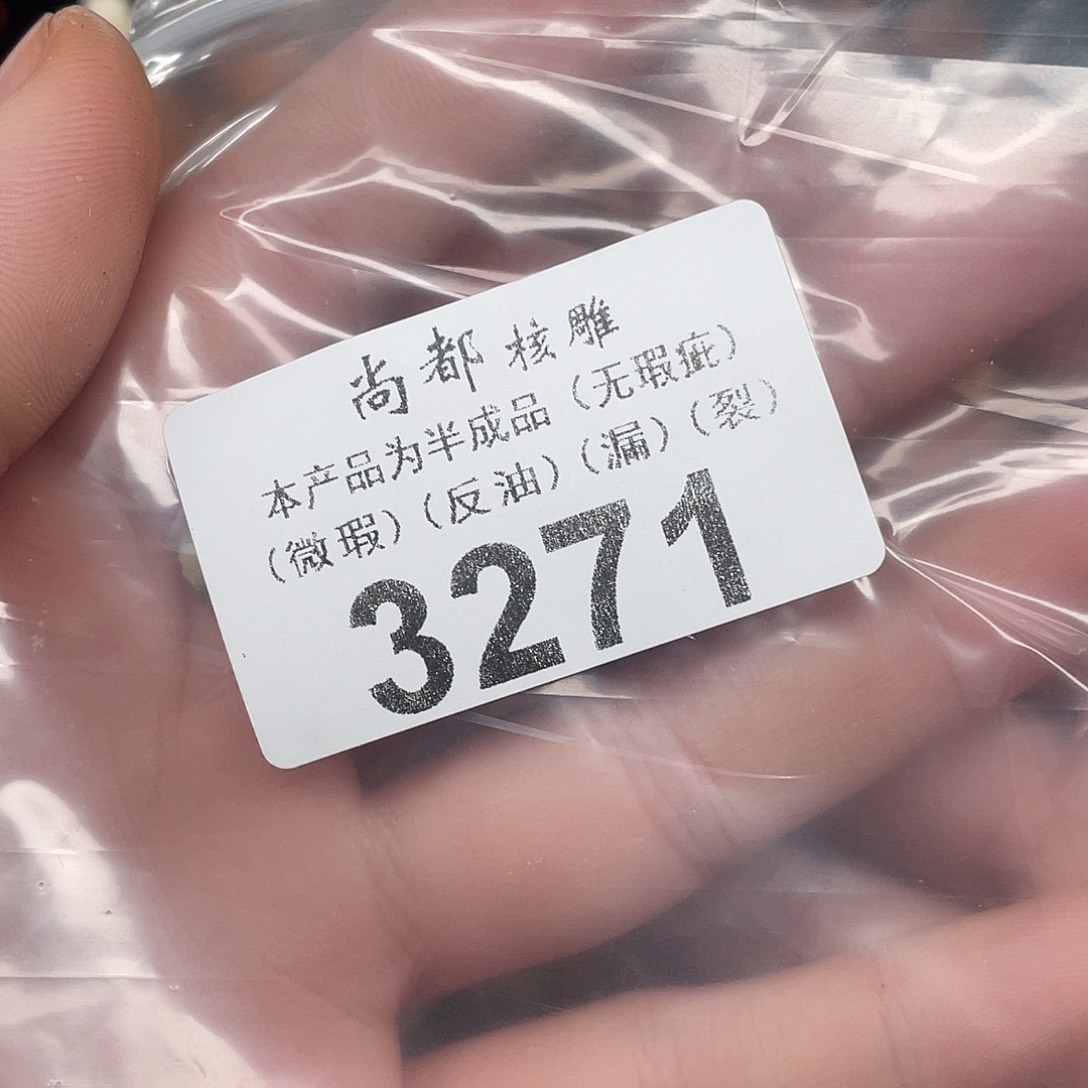 尚都核雕
本产品为半成品（无瑕疵）
（微瑕）（反油）（漏）（裂）
3271